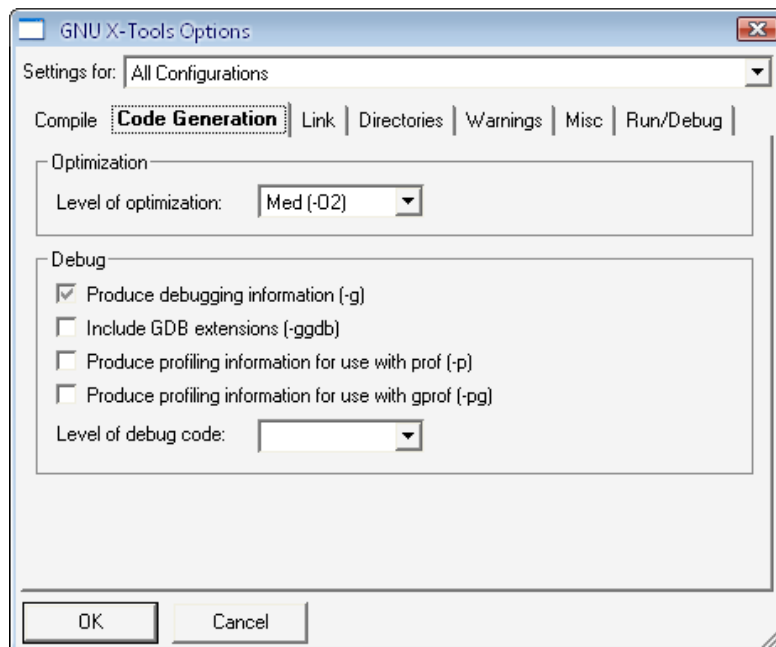 GNU X-Tools Options
Settings for: All Configurations
Compile Code Generation Link Directories Warnings Misc Run/Debug
Optimization
Level of optimization: Med (-O2)
Debug
Produce debugging information (-g)
Include GDB extensions (-ggdb)
Produce profiling information for use with prof (-p)
Produce profiling information for use with gprof (-pg)
Level of debug code:
OK Cancel